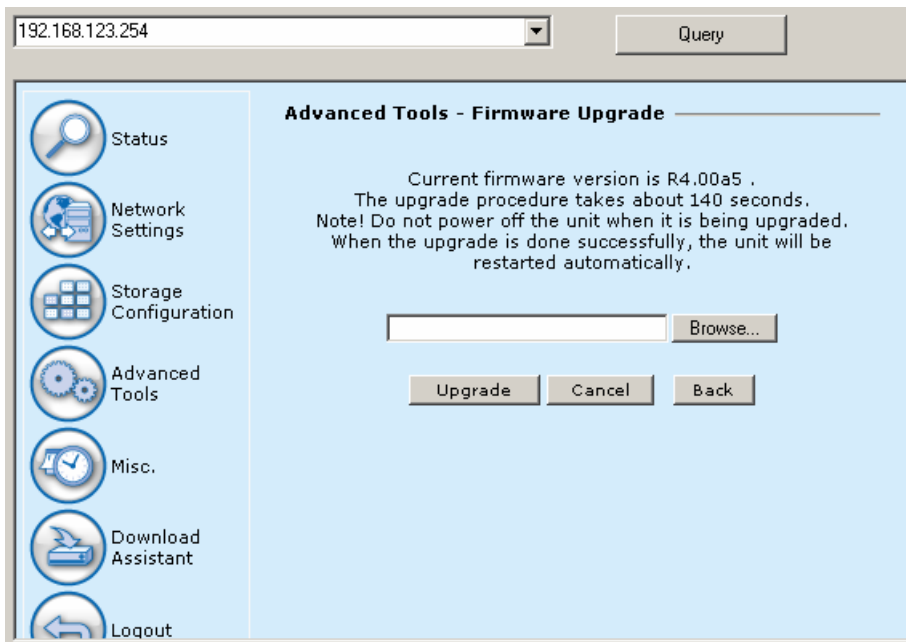 192.168.123.254
Query
Status
Network
Settings
Storage
Configuration
Advanced
Tools
Misc.
Download
Assistant
Logout
Advanced Tools - Firmware Upgrade
Current firmware version is R4.00a5 .
The upgrade procedure takes about 140 seconds.
Note! Do not power off the unit when it is being upgraded.
When the upgrade is done successfully, the unit will be
restarted automatically.
Browse...
Upgrade
Cancel
Back